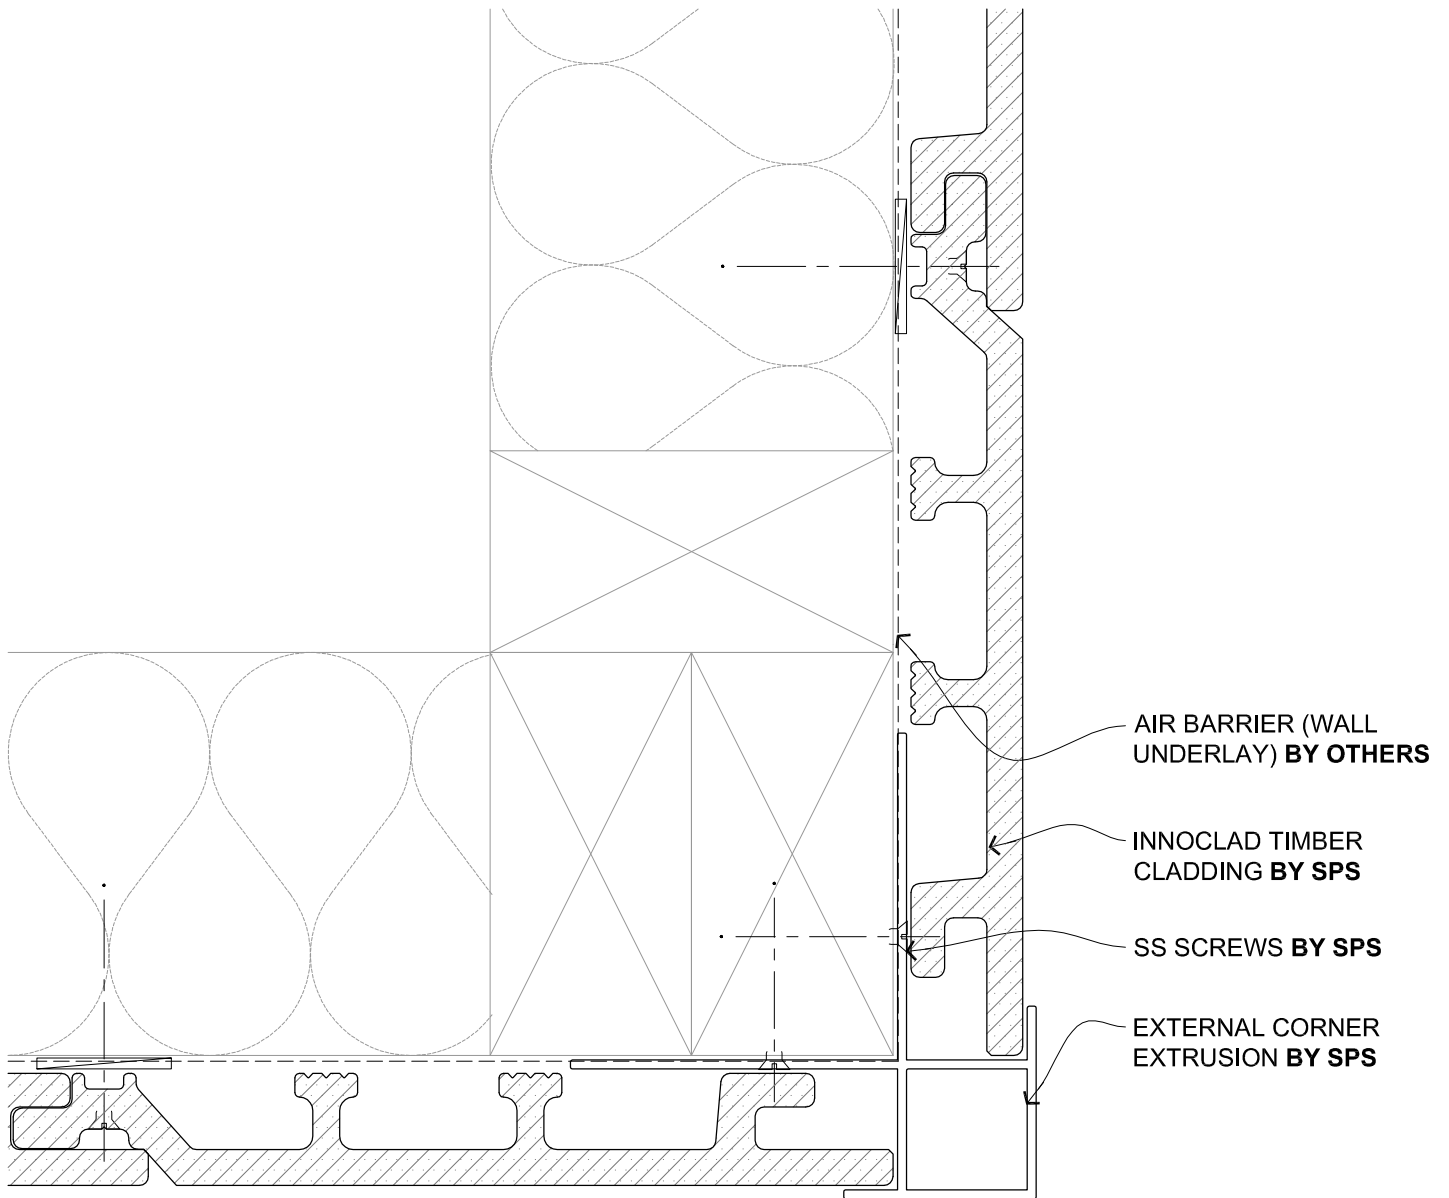 AIR BARRIER (WALL
UNDERLAY) BY OTHERS
INNOCLAD TIMBER
CLADDING BY SPS
SS SCREWS BY SPS
EXTERNAL CORNER
EXTRUSION BY SPS